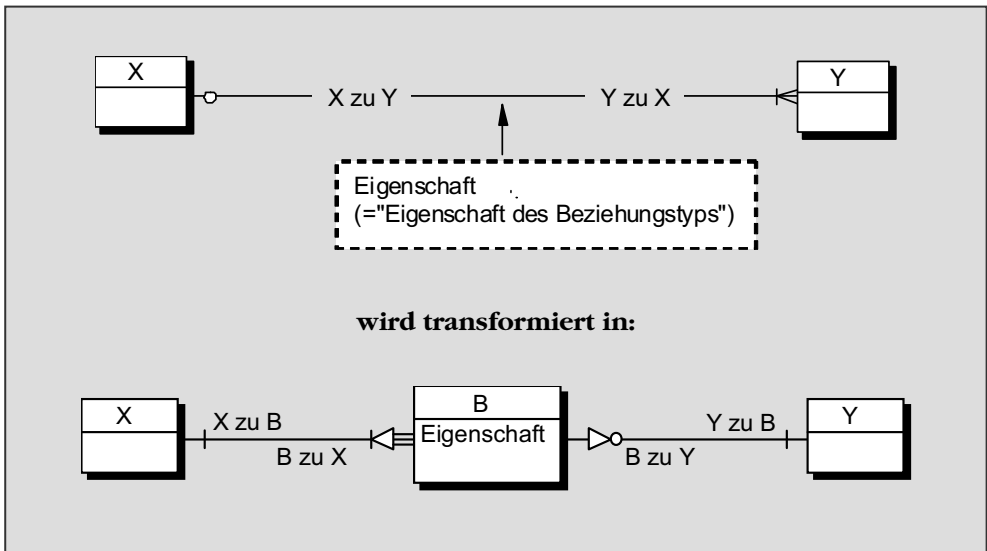 X
Y
X zu Y
Y zu X
Eigenschaft
(="Eigenschaft des Beziehungstyps")
wird transformiert in:
X
B
Y
X zu B
Y zu B
Eigenschaft
B zu X
B zu Y